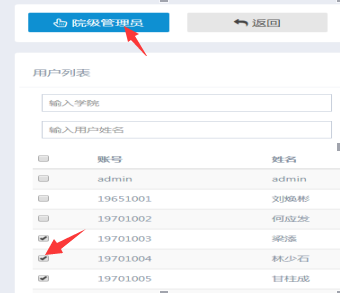 院级管理员 返回
用户列表
输入学院
输入用户姓名
账号 姓名
admin admin
19651001 刘焕彬
19701002 何应发
19701003 梁添
19701004 林少石
19701005 甘柱成